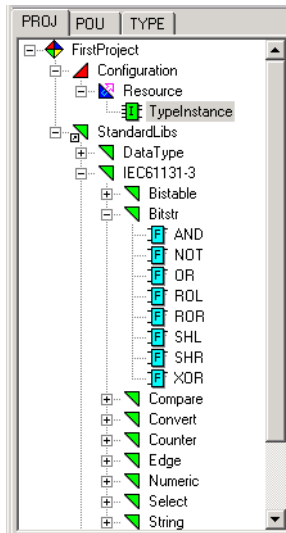 PROJ POU TYPE
FirstProject
Configuration
Resource
TypeInstance
StandardLibs
DataType
IEC61131-3
Bistable
Bitstr
AND
NOT
OR
ROL
ROR
SHL
SHR
XOR
Compare
Convert
Counter
Edge
Numeric
Select
String